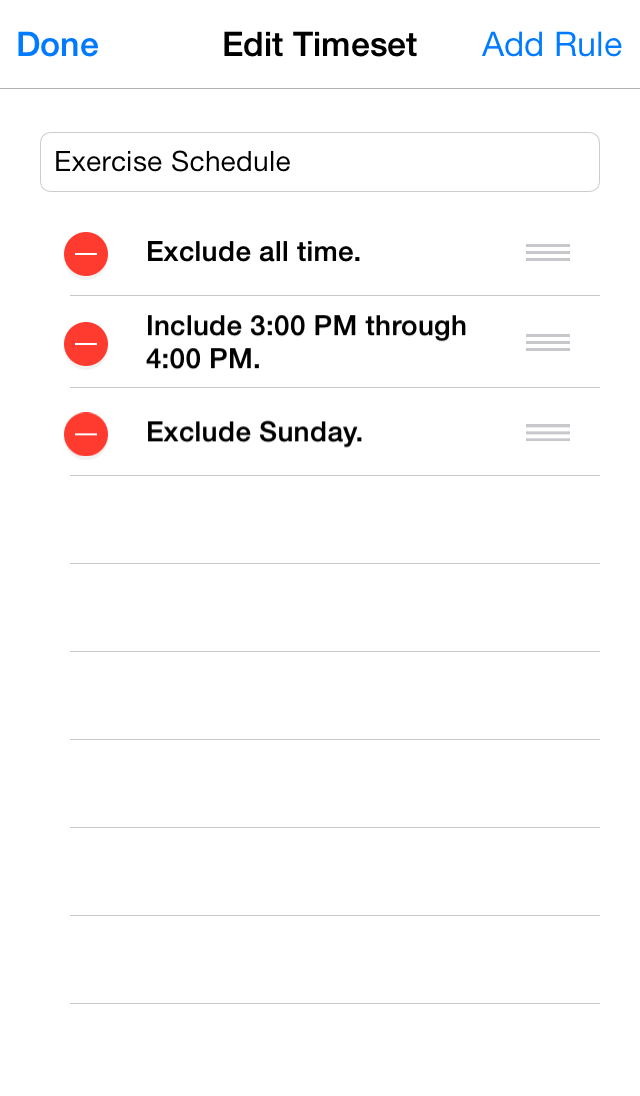 Done Edit Timeset Add Rule
Exercise Schedule
Exclude all time.
Include 3:00 PM through
4:00 PM.
Exclude Sunday.